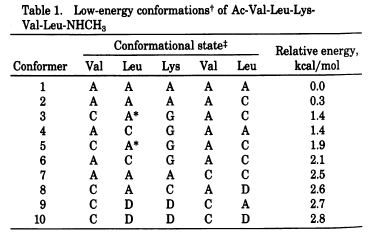 Table 1. Low-energy conformations† of Ac-Val-Leu-Lys-
Val-Leu-NHCH3
Conformational state‡ Relative energy,
Conformer Val Leu Lys Val Leu kcal/mol
1 A A A A A 0.0
2 A A A A C 0.3
3 C A* G A C 1.4
4 A C G A A 1.4
5 C A* G A C 1.9
6 A C G A C 2.1
7 A A A C C 2.5
8 C A C A D 2.6
9 C D D C A 2.7
10 C D D C D 2.8